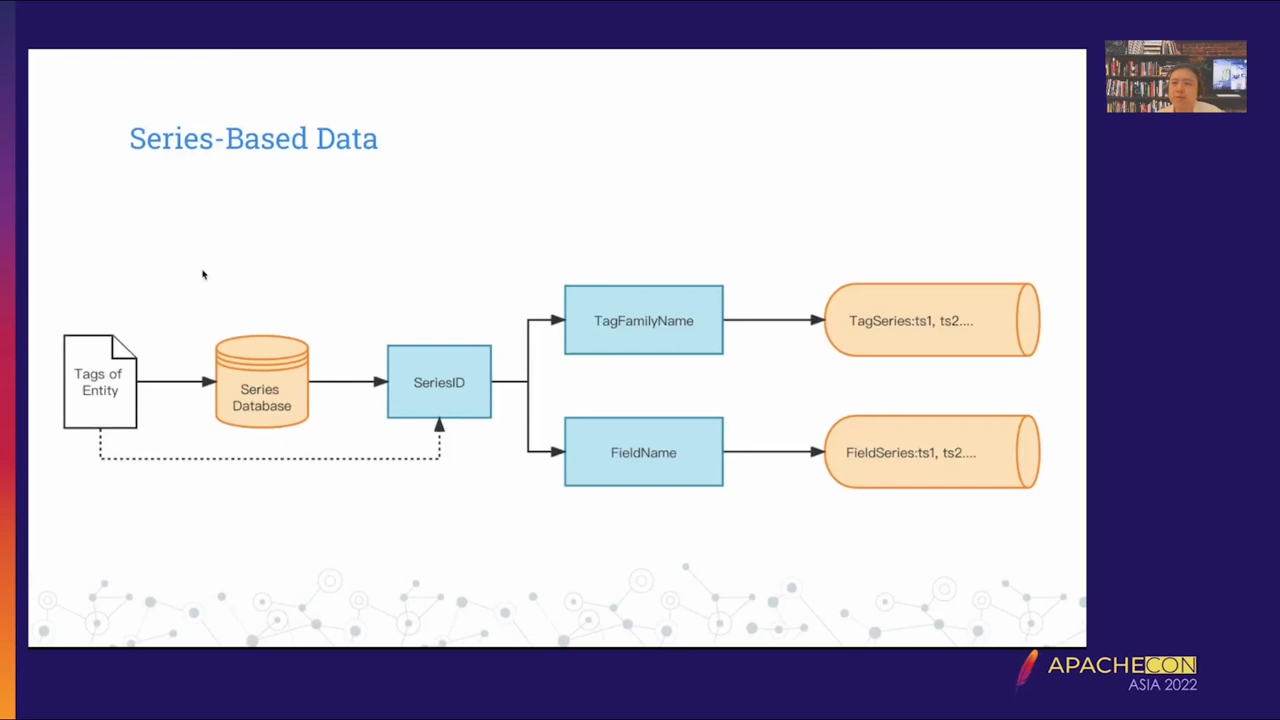 Series-Based Data
Tags of
Entity
Series
Database
SeriesID
TagFamilyName
TagSeries:ts1, ts2....
FieldName
FieldSeries:ts1, ts2....
APACHECON
ASIA 2022